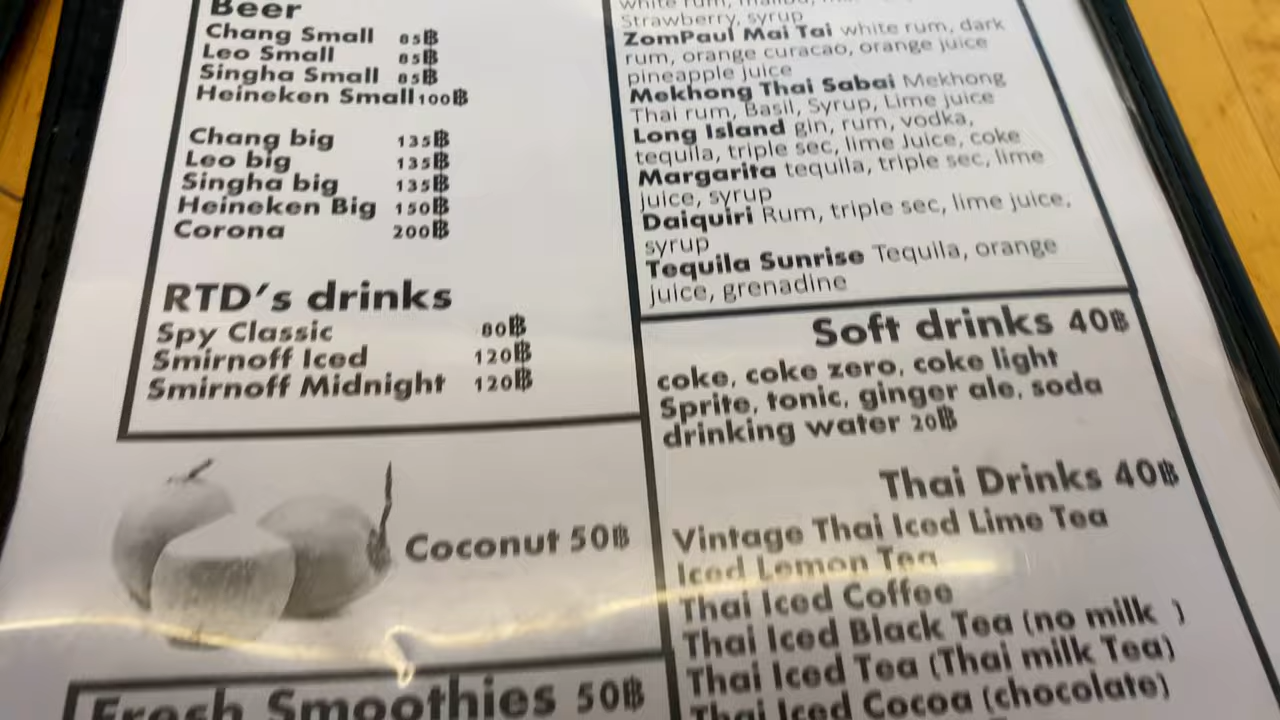 Beer
Chang Small 85฿
Leo Small 85฿
Singha Small 85฿
Heineken Small 100฿
Chang big 135฿
Leo big 135฿
Singha big 135฿
Heineken Big 150฿
Corona 200฿
RTD's drinks
Spy Classic 80฿
Smirnoff Iced 120฿
Smirnoff Midnight 120฿
Coconut 50฿
Fresh Smoothies 50฿
white rum, malibu,
Strawberry, syrup
ZomPaul Mai Tai white rum, dark
rum, orange curacao, orange juice
pineapple juice
Mekhong Thai Sabai Mekhong
Thai rum, Basil, Syrup, Lime juice
Long Island gin, rum, vodka,
tequila, triple sec, lime Juice, coke
Margarita tequila, triple sec, lime
juice, syrup
Daiquiri Rum, triple sec, lime juice,
syrup
Tequila Sunrise Tequila, orange
juice, grenadine
Soft drinks 40฿
coke, coke zero, coke light
Sprite, tonic, ginger ale, soda
drinking water 20฿
Thai Drinks 40฿
Vintage Thai Iced Lime Tea
Iced Lemon Tea
Thai Iced Coffee
Thai Iced Black Tea (no milk )
Thai Iced Tea (Thai milk Tea)
Thai Iced Cocoa (chocolate)